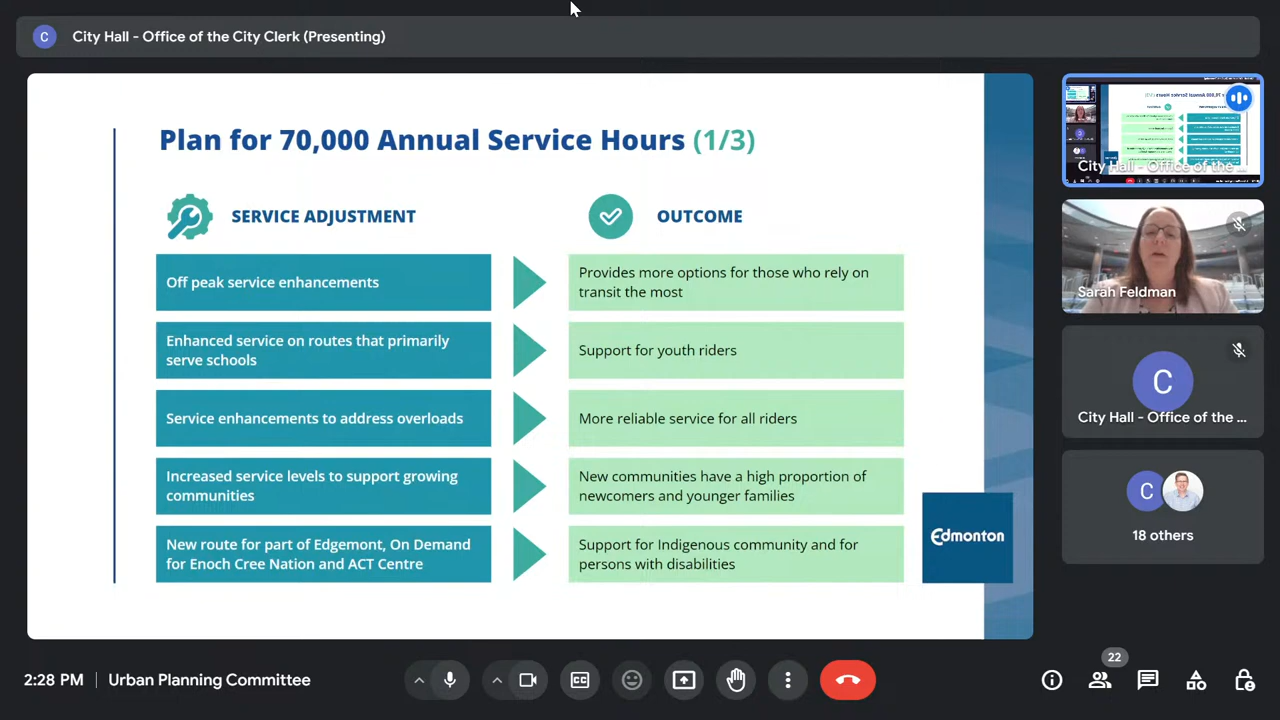 C
City Hall - Office of the City Clerk (Presenting)
Plan for 70,000 Annual Service Hours (1/3)
SERVICE ADJUSTMENT
OUTCOME
Off peak service enhancements
Provides more options for those who rely on
transit the most
Enhanced service on routes that primarily
serve schools
Support for youth riders
Service enhancements to address overloads
More reliable service for all riders
Increased service levels to support growing
communities
New communities have a high proportion of
newcomers and younger families
New route for part of Edgemont, On Demand
for Enoch Cree Nation and ACT Centre
Support for Indigenous community and for
persons with disabilities
Edmonton
City Hall - Office of the ...
Sarah Feldman
C
City Hall - Office of the ...
C
18 others
2:28 PM
Urban Planning Committee
CC
22